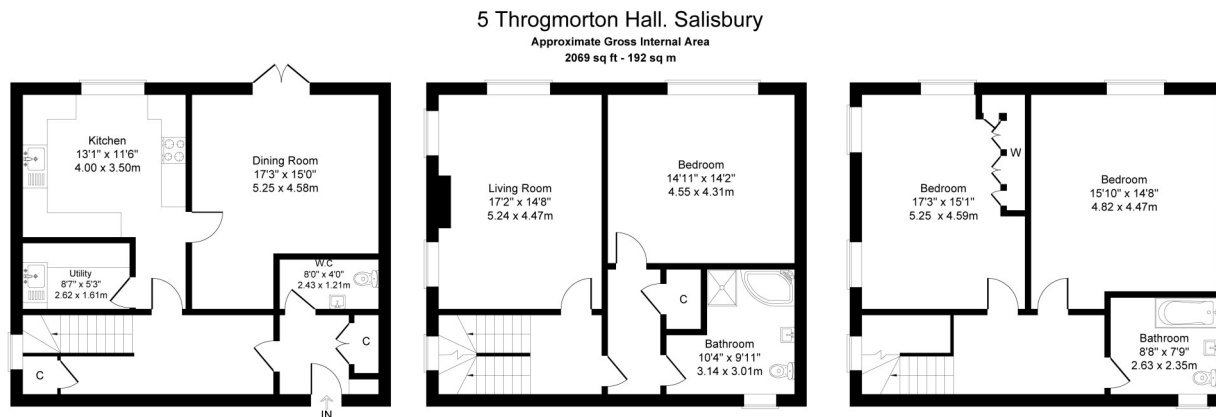 5 Throgmorton Hall. Salisbury
Approximate Gross Internal Area
2069 sq ft - 192 sq m
Kitchen
13'1" x 11'6"
4.00 x 3.50m
Dining Room
17'3" x 15'0"
5.25 x 4.58m
Utility
8'7" x 5'3"
2.62 x 1.61m
W.C
8'0" x 4'0"
2.43 x 1.21m
C
C
IN
Living Room
17'2" x 14'8"
5.24 x 4.47m
Bedroom
14'11" x 14'2"
4.55 x 4.31m
C
Bathroom
10'4" x 9'11"
3.14 x 3.01m
Bedroom
17'3" x 15'1"
5.25 x 4.59m
W
Bedroom
15'10" x 14'8"
4.82 x 4.47m
Bathroom
8'8" x 7'9"
2.63 x 2.35m